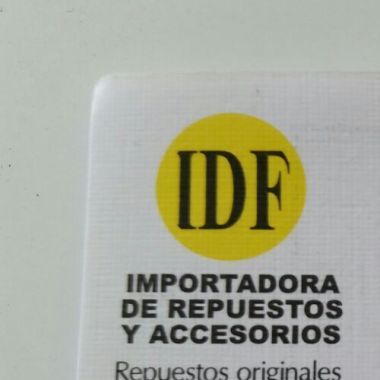 IDF
IMPORTADORA
DE REPUESTOS
Y ACCESORIOS
Repuestos originales